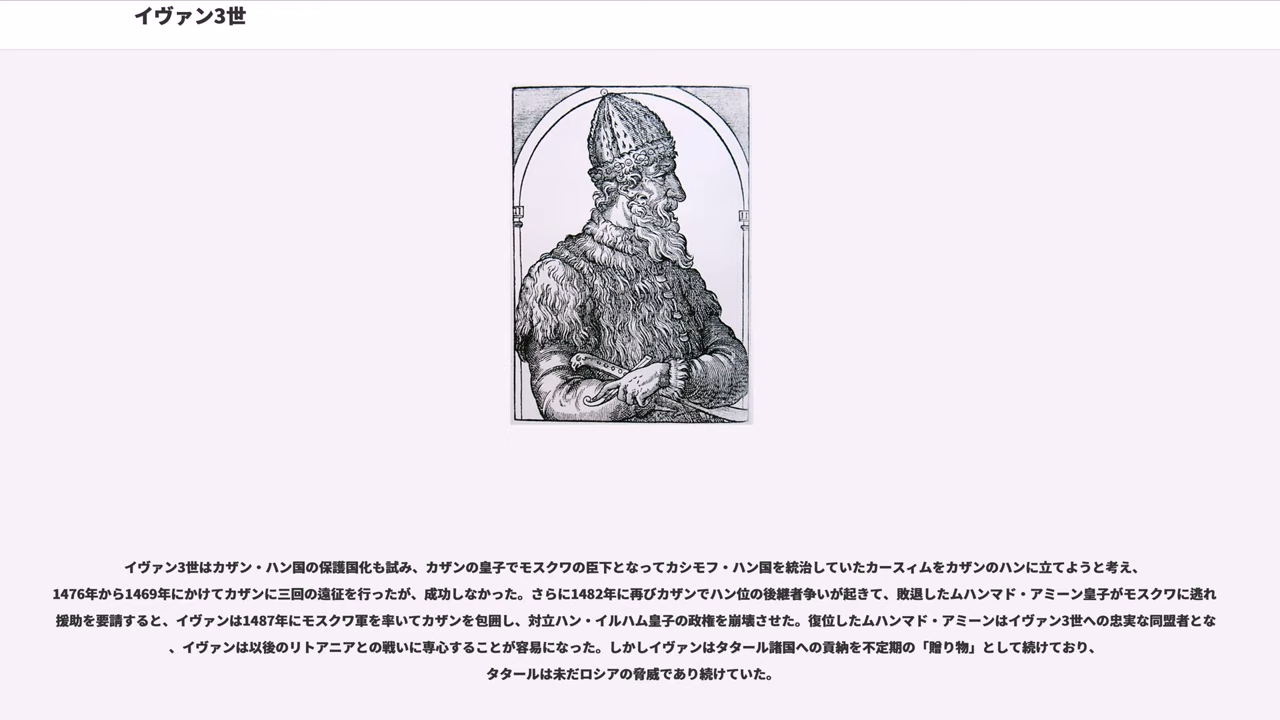 イヴァン3世
イヴァン3世はカザン・ハン国の保護国化も試み、カザンの皇子でモスクワの臣下となってカシモフ・ハン国を統治していたカースィムをカザンのハンに立てようと考え、
1476年から1469年にかけてカザンに三回の遠征を行ったが、成功しなかった。さらに1482年に再びカザンでハン位の後継者争いが起きて、敗退したムハンマド・アミーン皇子がモスクワに逃れ
援助を要請すると、イヴァンは1487年にモスクワ軍を率いてカザンを包囲し、対立ハン・イルハム皇子の政権を崩壊させた。復位したムハンマド・アミーンはイヴァン3世への忠実な同盟者とな
、イヴァンは以後のリトアニアとの戦いに専心することが容易になった。しかしイヴァンはタタール諸国への貢納を不定期の「贈り物」として続けており、
タタールは未だロシアの脅威であり続けていた。